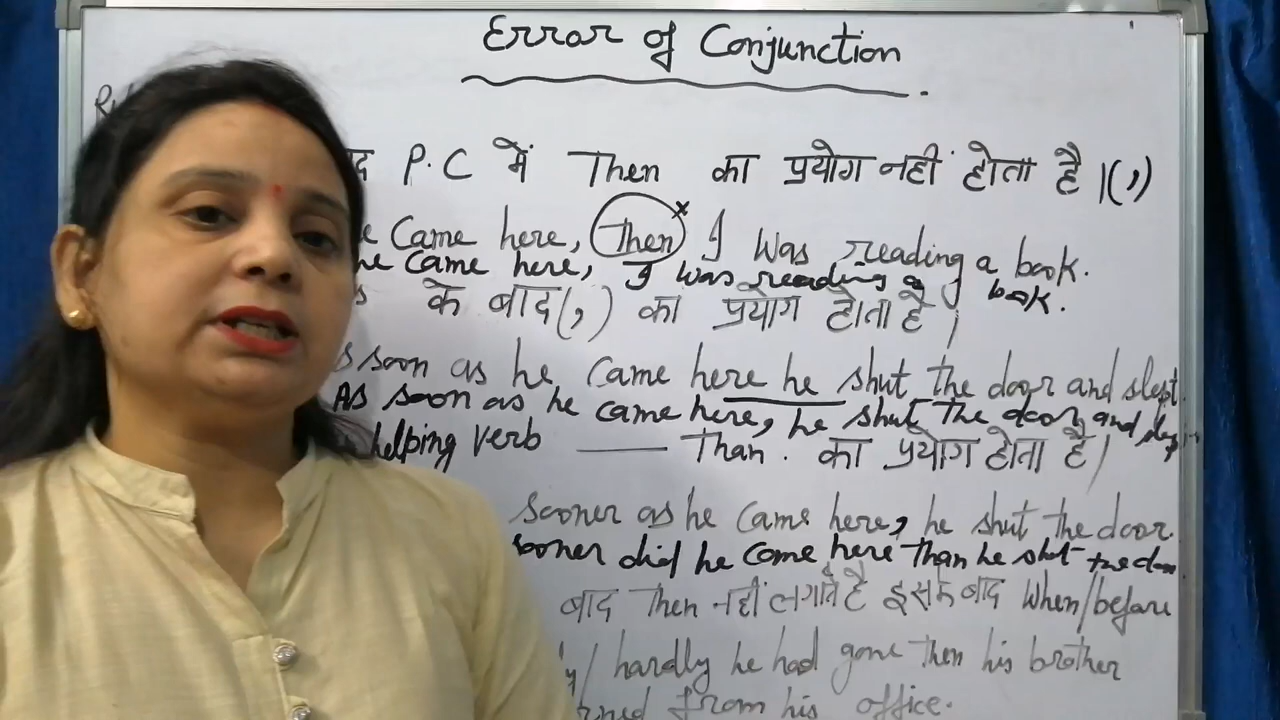 Error of Conjunction
P.C में Then का प्रयोग नहीं होता है।(,)
Came here, Then I was reading a book.
he came here, I was reading a book.
के बाद(,) का प्रयोग होता है।
soon as he came here he shut the door and slept.
As soon as he came here, he shut the door and
helping verb —— Than. का प्रयोग होता है।
sooner as he came here, he shut the door.
sooner did he come here than he shut the door
बाद Then नहीं लगाते है इसके बाद when/before
hardly he had gone then his brother
from his office.